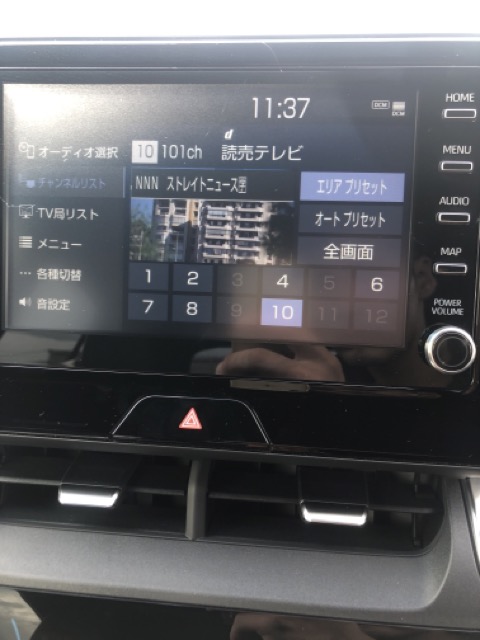 11:37
DCM
DCM
HOME
d
オーディオ選択
10 101ch 読売テレビ
MENU
チャンネルリスト
NNN ストレイトニュース字
エリア プリセット
TV局リスト
オート プリセット
AUDIO
メニュー
全画面
MAP
各種切替
1 2 3 4 5 6
音設定
7 8 9 10 11 12
POWER
VOLUME